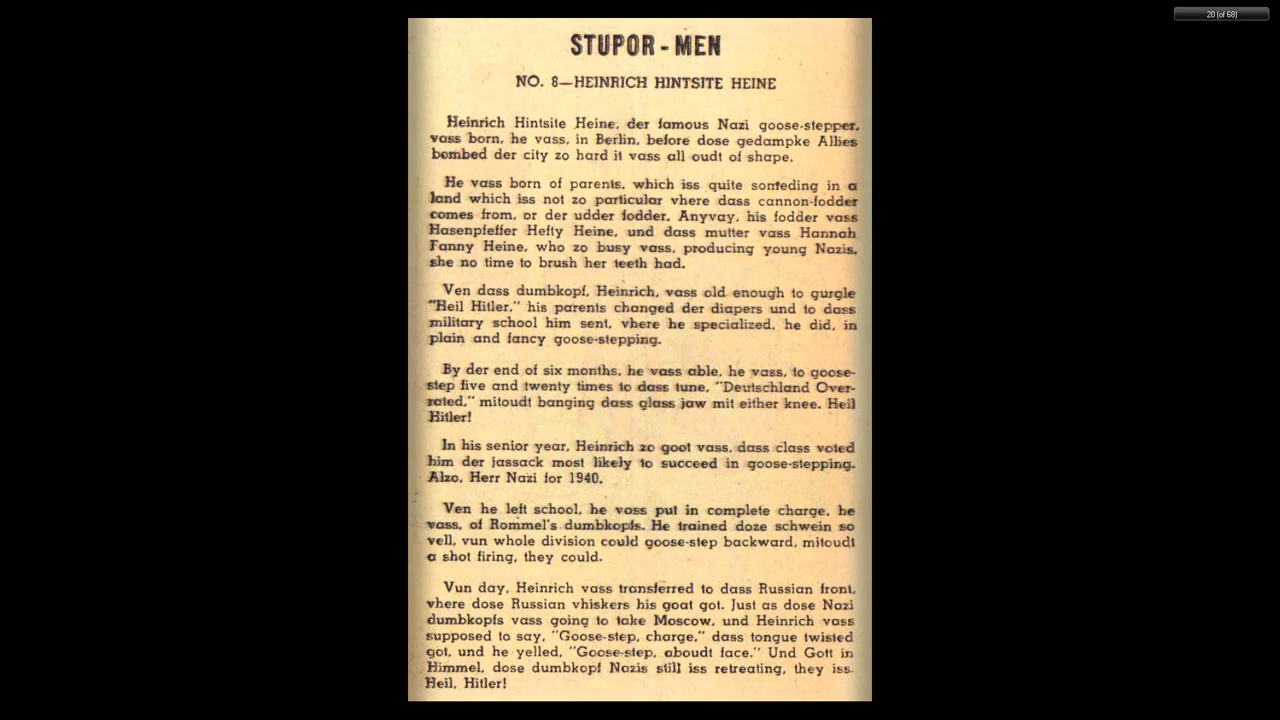 20 (of 68)
STUPOR-MEN
NO. 8—HEINRICH HINTSITE HEINE
Heinrich Hintsite Heine, der famous Nazi goose-stepper,
vass born, he vass, in Berlin, before dose gedampke Allies
bombed der city zo hard it vass all oudt of shape.
He vass born of parents, which iss quite somteding in a
land which iss not zo particular vhere dass cannon-fodder
comes from, or der udder fodder. Anyvay, his fodder vass
Hasenpfeffer Hefty Heine, und dass mutter vass Hannah
Fanny Heine, who zo busy vass, producing young Nazis,
she no time to brush her teeth had.
Ven dass dumbkopf, Heinrich, vass old enough to gurgle
"Heil Hitler," his parents changed der diapers und to dass
military school him sent, vhere he specialized, he did, in
plain and fancy goose-stepping.
By der end of six months, he vass able, he vass, to goose-
step five and twenty times to dass tune, "Deutschland Over-
rated," mitoudt banging dass glass jaw mit either knee. Heil
Hitler!
In his senior year, Heinrich zo goot vass, dass class voted
him der jassack most likely to succeed in goose-stepping.
Alzo, Herr Nazi for 1940.
Ven he left school, he vass put in complete charge, he
vass, of Rommel's dumbkopfs. He trained doze schwein so
vell, vun whole division could goose-step backward, mitoudt
a shot firing, they could.
Vun day, Heinrich vass transferred to dass Russian front,
vhere dose Russian vhiskers his goat got. Just as dose Nazi
dumbkopfs vass going to take Moscow, und Heinrich vass
supposed to say, "Goose-step, charge," dass tongue twisted
got, und he yelled, "Goose-step, aboudt face." Und Gott in
Himmel, dose dumbkopf Nazis still iss retreating, they iss.
Heil, Hitler!